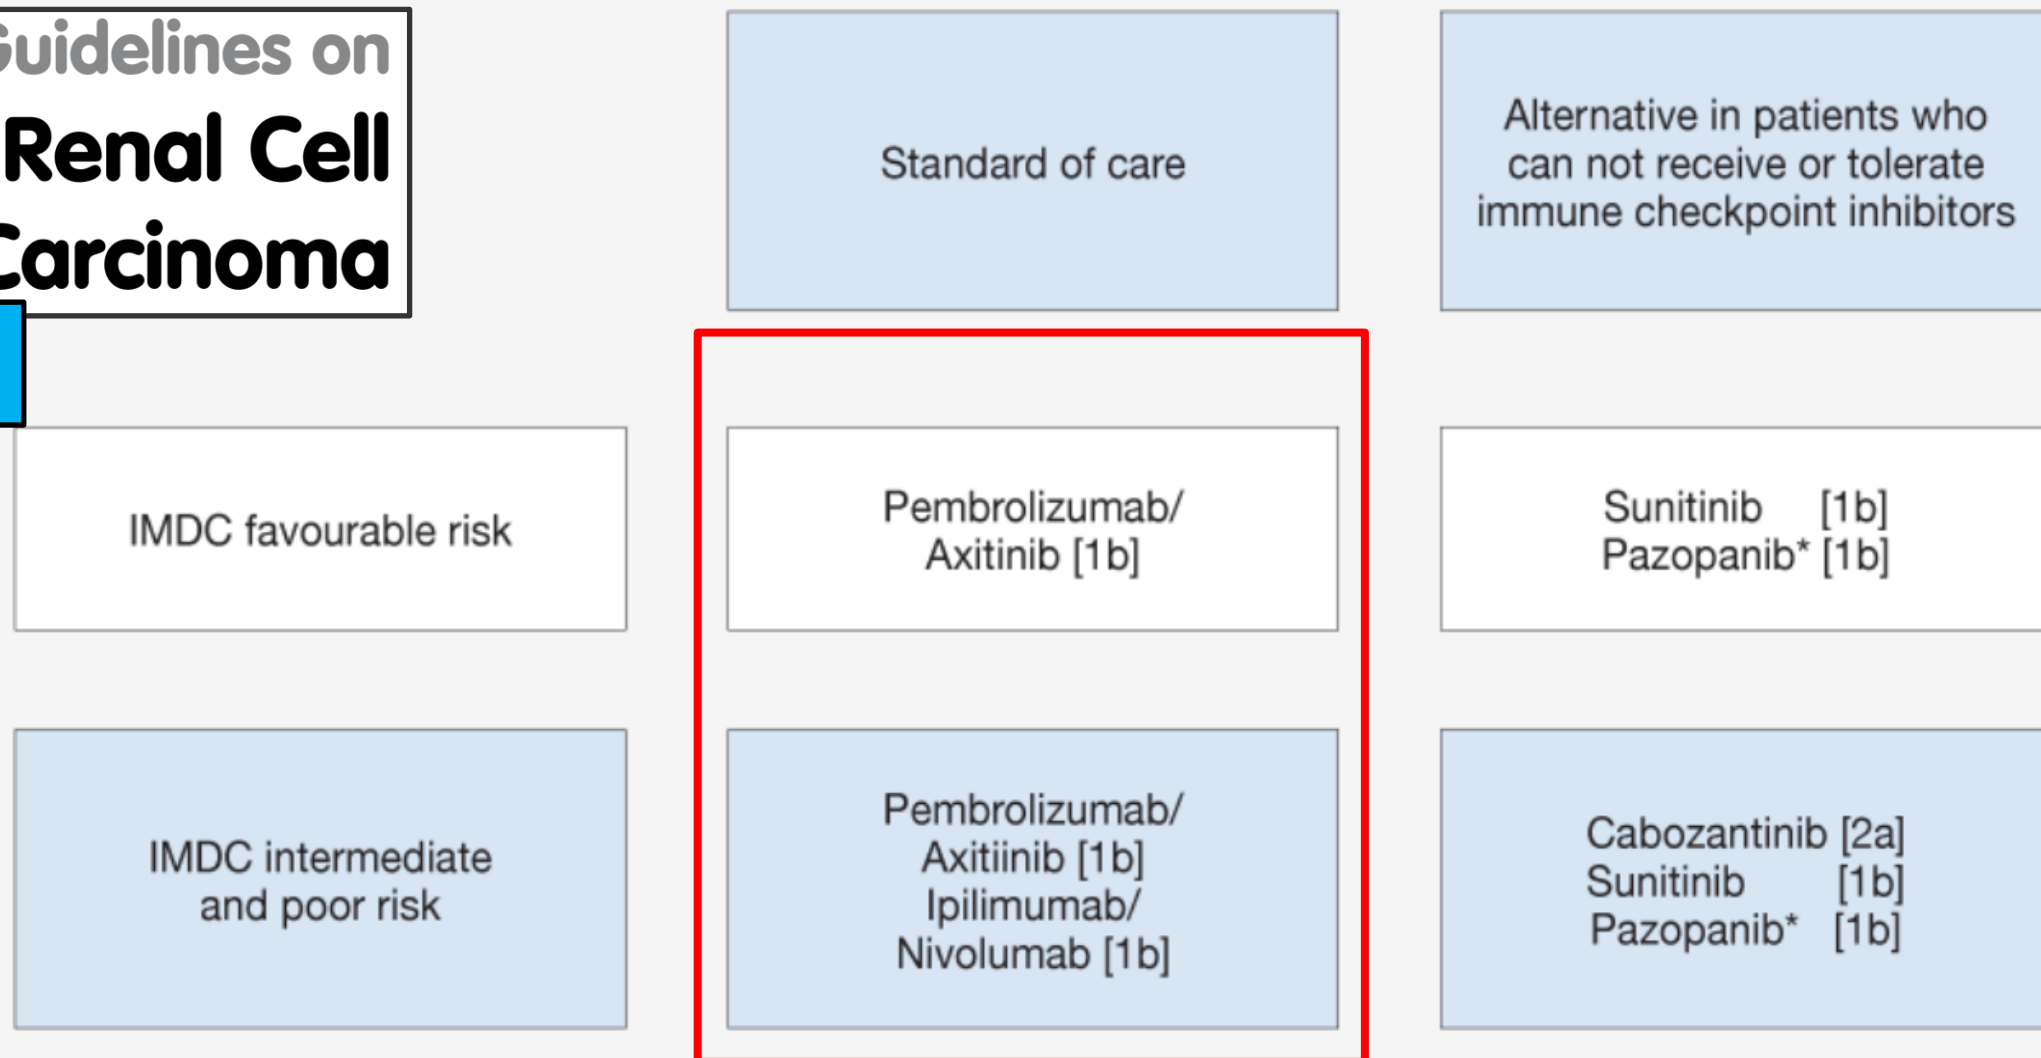 Guidelines on
Renal Cell
Carcinoma
Standard of care
Alternative in patients who
can not receive or tolerate
immune checkpoint inhibitors
IMDC favourable risk
Pembrolizumab/
Axitinib [1b]
Sunitinib [1b]
Pazopanib* [1b]
IMDC intermediate
and poor risk
Pembrolizumab/
Axitiinib [1b]
Ipilimumab/
Nivolumab [1b]
Cabozantinib [2a]
Sunitinib [1b]
Pazopanib* [1b]